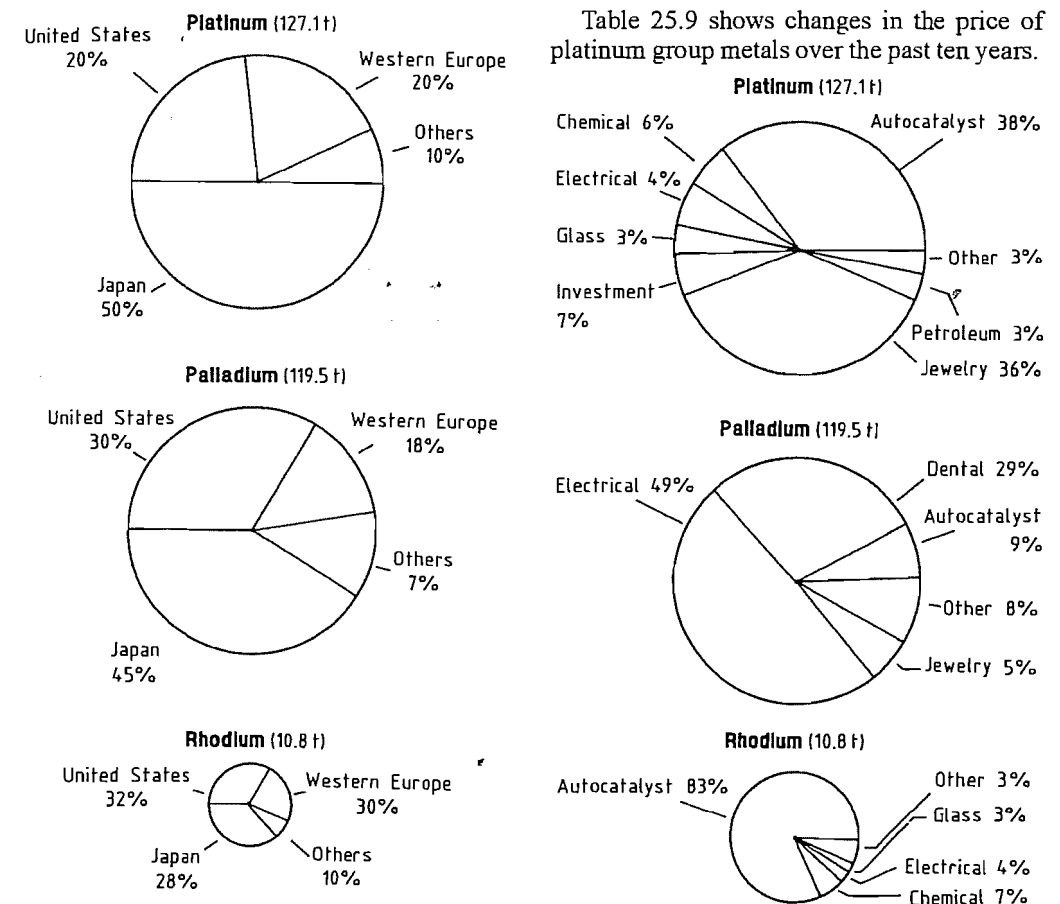 Platinum (127.1 t)
United States
20%
Western Europe
20%
Others
10%
Japan
50%
Palladium (119.5 t)
United States
30%
Western Europe
18%
Others
7%
Japan
45%
Rhodium (10.8 t)
United States
32%
Western Europe
30%
Japan
28%
Others
10%
Table 25.9 shows changes in the price of
platinum group metals over the past ten years.
Platinum (127.1 t)
Chemical 6%
Autocatalyst 38%
Electrical 4%
Glass 3%
Other 3%
Investment
7%
Petroleum 3%
Jewelry 36%
Palladium (119.5 t)
Electrical 49%
Dental 29%
Autocatalyst
9%
Other 8%
Jewelry 5%
Rhodium (10.8 t)
Autocatalyst 83%
Other 3%
Glass 3%
Electrical 4%
Chemical 7%